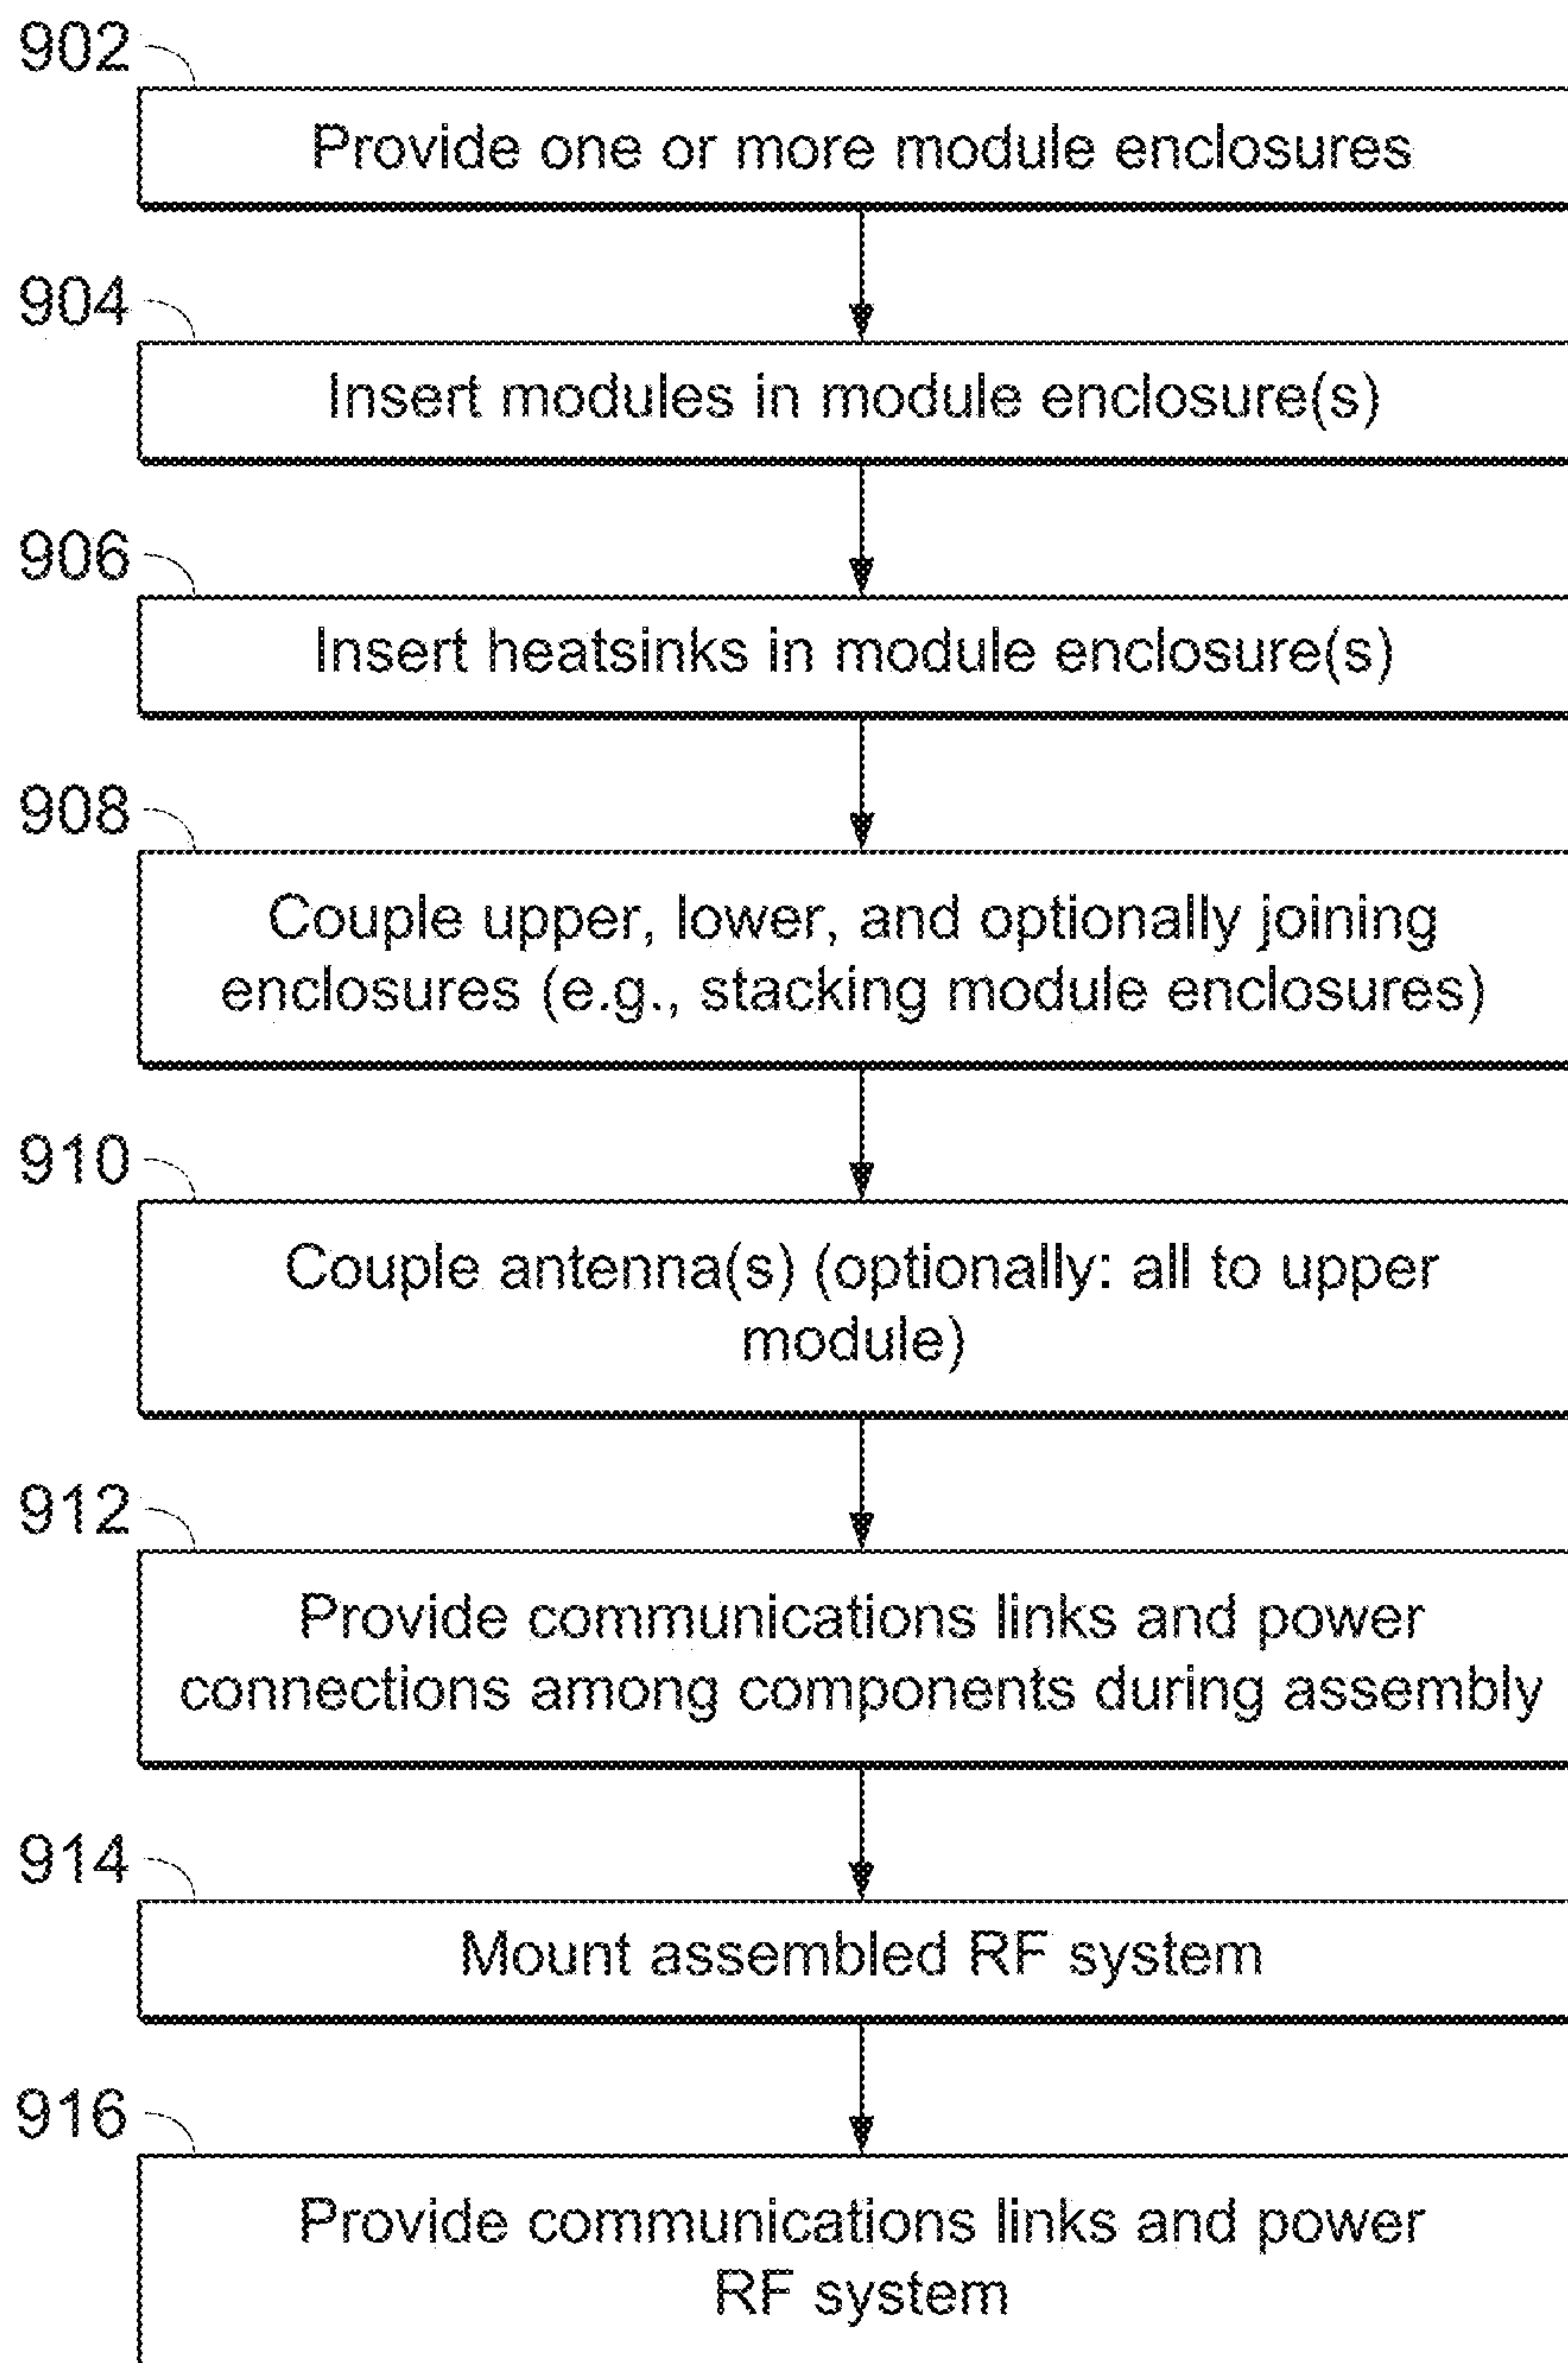 902
Provide one or more module enclosures
904
Insert modules in module enclosure(s)
906
Insert heatsinks in module enclosure(s)
908
Couple upper, lower, and optionally joining
enclosures (e.g., stacking module enclosures)
910
Couple antenna(s) (optionally: all to upper
module)
912
Provide communications links and power
connections among components during assembly
914
Mount assembled RF system
916
Provide communications links and power
RF system